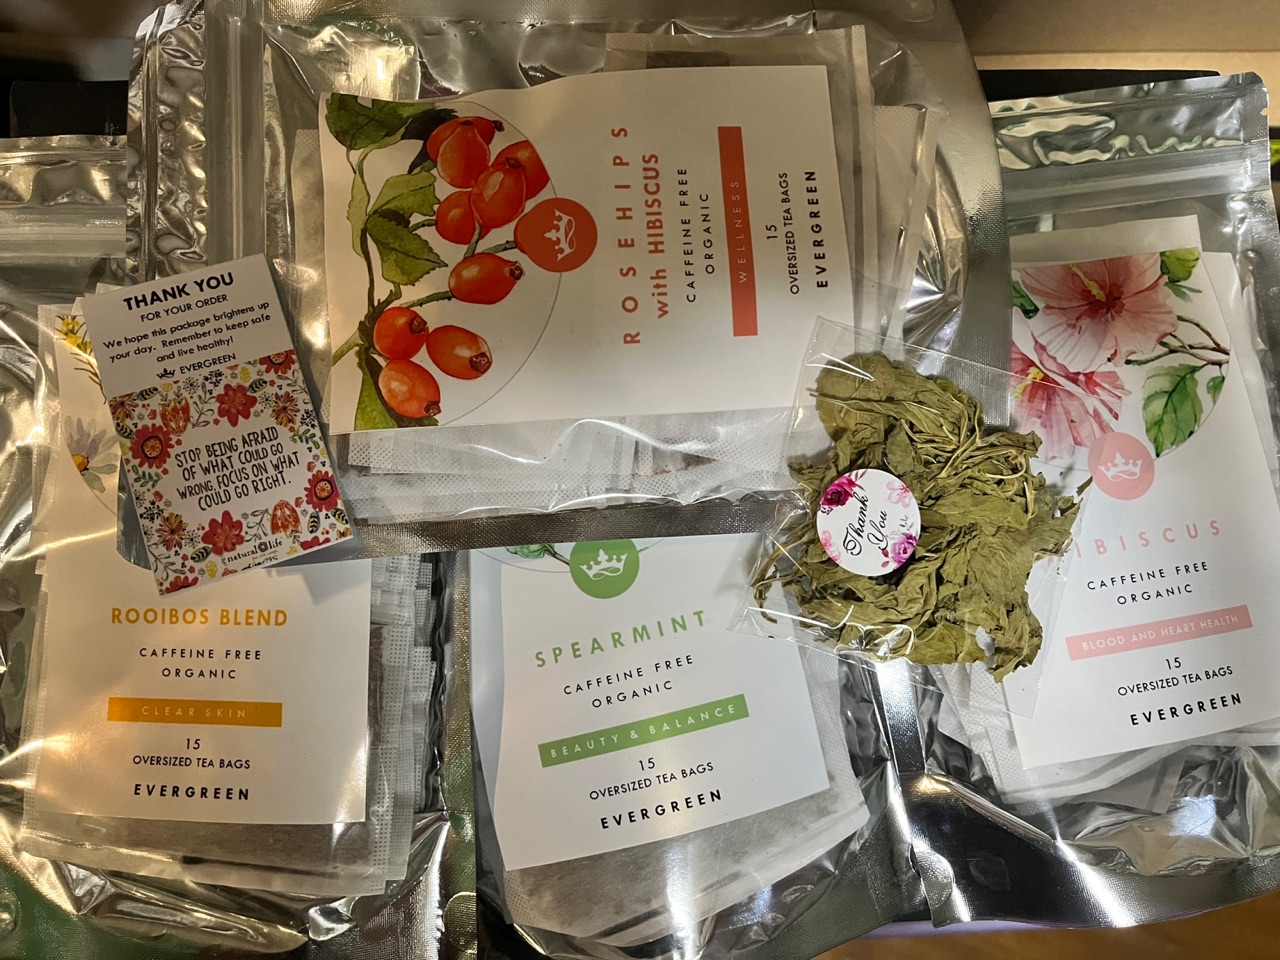 THANK YOU
FOR YOUR ORDER
We hope this package brightens up
your day. Remember to keep safe
and live healthy!
EVERGREEN
STOP BEING AFRAID
OF WHAT COULD GO
WRONG, FOCUS ON WHAT
COULD GO RIGHT.
natural life
ROSEHIPS
with HIBISCUS
CAFFEINE FREE
ORGANIC
WELLNESS
15
OVERSIZED TEA BAGS
EVERGREEN
Thank
You
ROOIBOS BLEND
CAFFEINE FREE
ORGANIC
CLEAR SKIN
15
OVERSIZED TEA BAGS
EVERGREEN
SPEARMINT
CAFFEINE FREE
ORGANIC
BEAUTY & BALANCE
15
OVERSIZED TEA BAGS
EVERGREEN
IBISCUS
CAFFEINE FREE
ORGANIC
BLOOD AND HEART HEALTH
15
OVERSIZED TEA BAGS
EVERGREEN